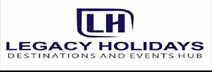 LH
LEGACY HOLIDAYS
DESTINATIONS AND EVENTS HUB